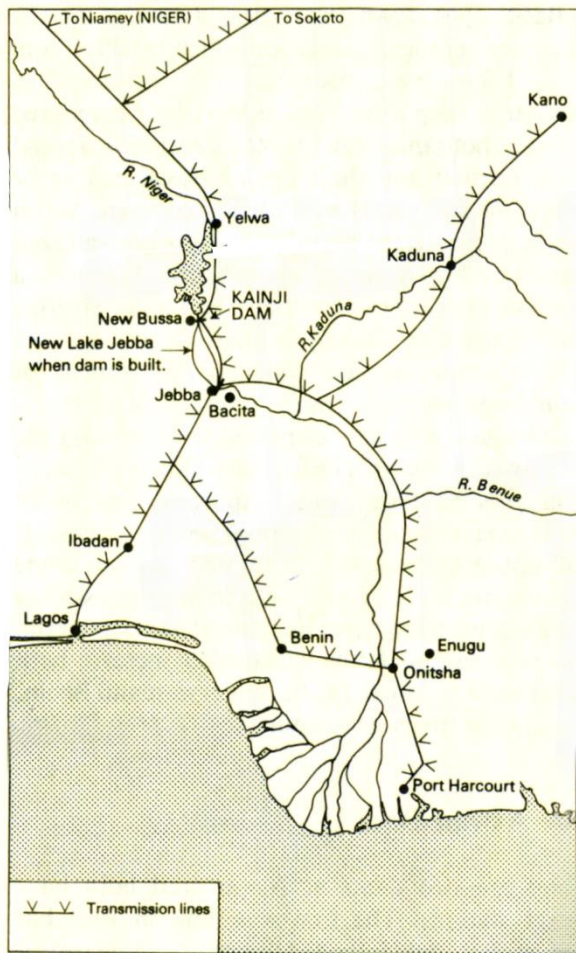 To Niamey (NIGER)
To Sokoto
Kano
R. Niger
Yelwa
Kaduna
KAINJI
DAM
New Bussa
R. Kaduna
New Lake Jebba
when dam is built.
Jebba
Bacita
R. Benue
Ibadan
Lagos
Benin
Enugu
Onitsha
Port Harcourt
Transmission lines